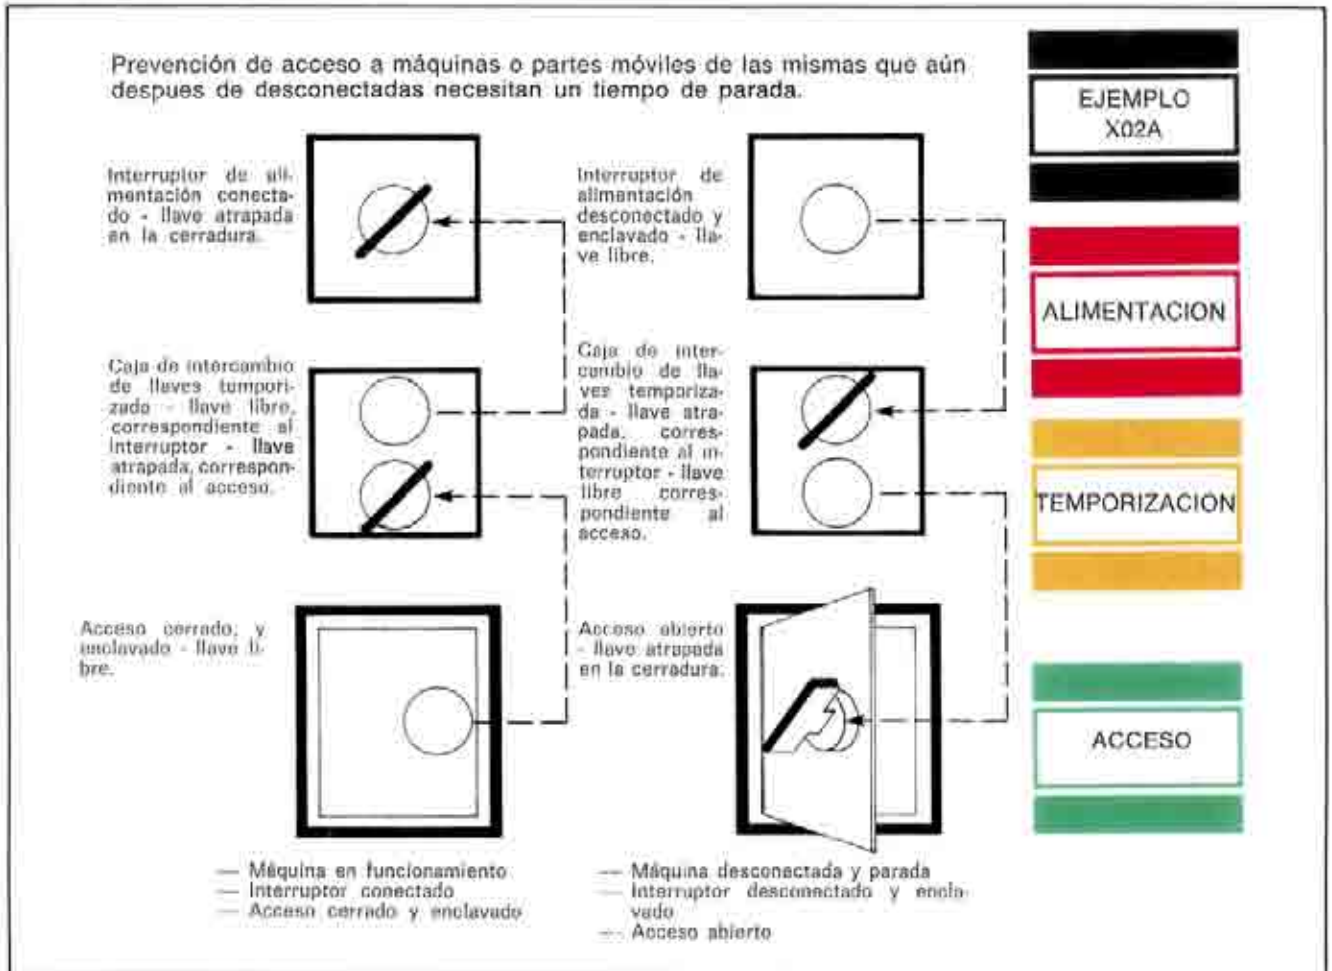 Prevención de acceso a máquinas o partes móviles de las mismas que aún
despues de desconectadas necesitan un tiempo de parada.
EJEMPLO
X02A
Interruptor de ali-
mentación conecta-
do - llave atrapada
en la cerradura.
Interruptor de
alimentación
desconectado y
enclavado - lla-
ve libre.
ALIMENTACION
Caja de intercambio
de llaves tempori-
zado - llave libre,
correspondiente al
interruptor - llave
atrapada, correspon-
diente al acceso.
Caja de inter-
cambio de lla-
ves temporiza-
da - llave atra-
pada, corres-
pondiente al in-
terruptor - llave
libre corres-
pondiente al
acceso.
TEMPORIZACION
Acceso cerrado, y
enclavado - llave li-
bre.
Acceso abierto
- llave atrapada
en la cerradura.
ACCESO
— Máquina en funcionamiento
— Interruptor conectado
— Acceso cerrado y enclavado
— Máquina desconectada y parada
— Interruptor desconectado y encla-
vado
— Acceso abierto